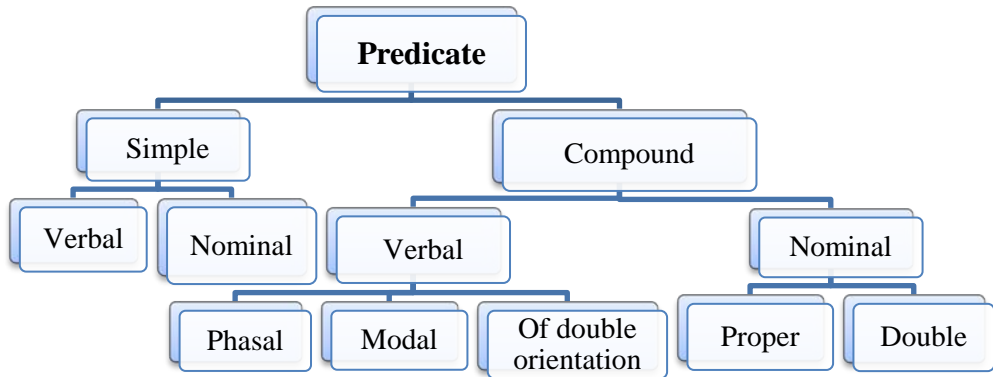 Predicate
Simple
Compound
Verbal
Nominal
Verbal
Nominal
Phasal
Modal
Of double
orientation
Proper
Double